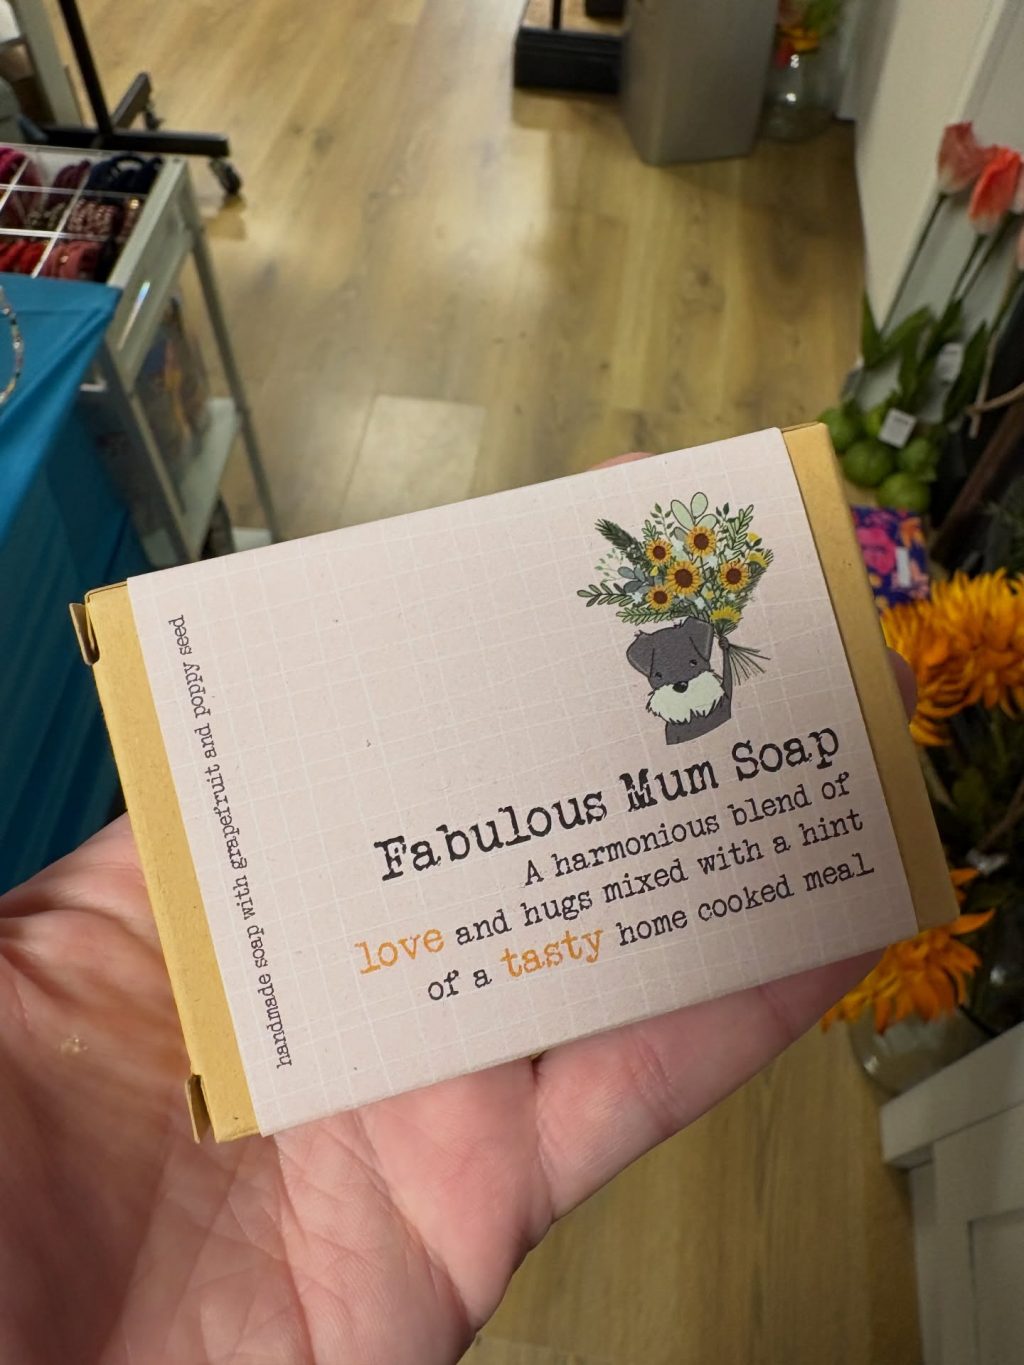 handmade soap with grapefruit and poppy seed
Fabulous Mum Soap
A harmonious blend of
love and hugs mixed with a hint
of a tasty home cooked meal